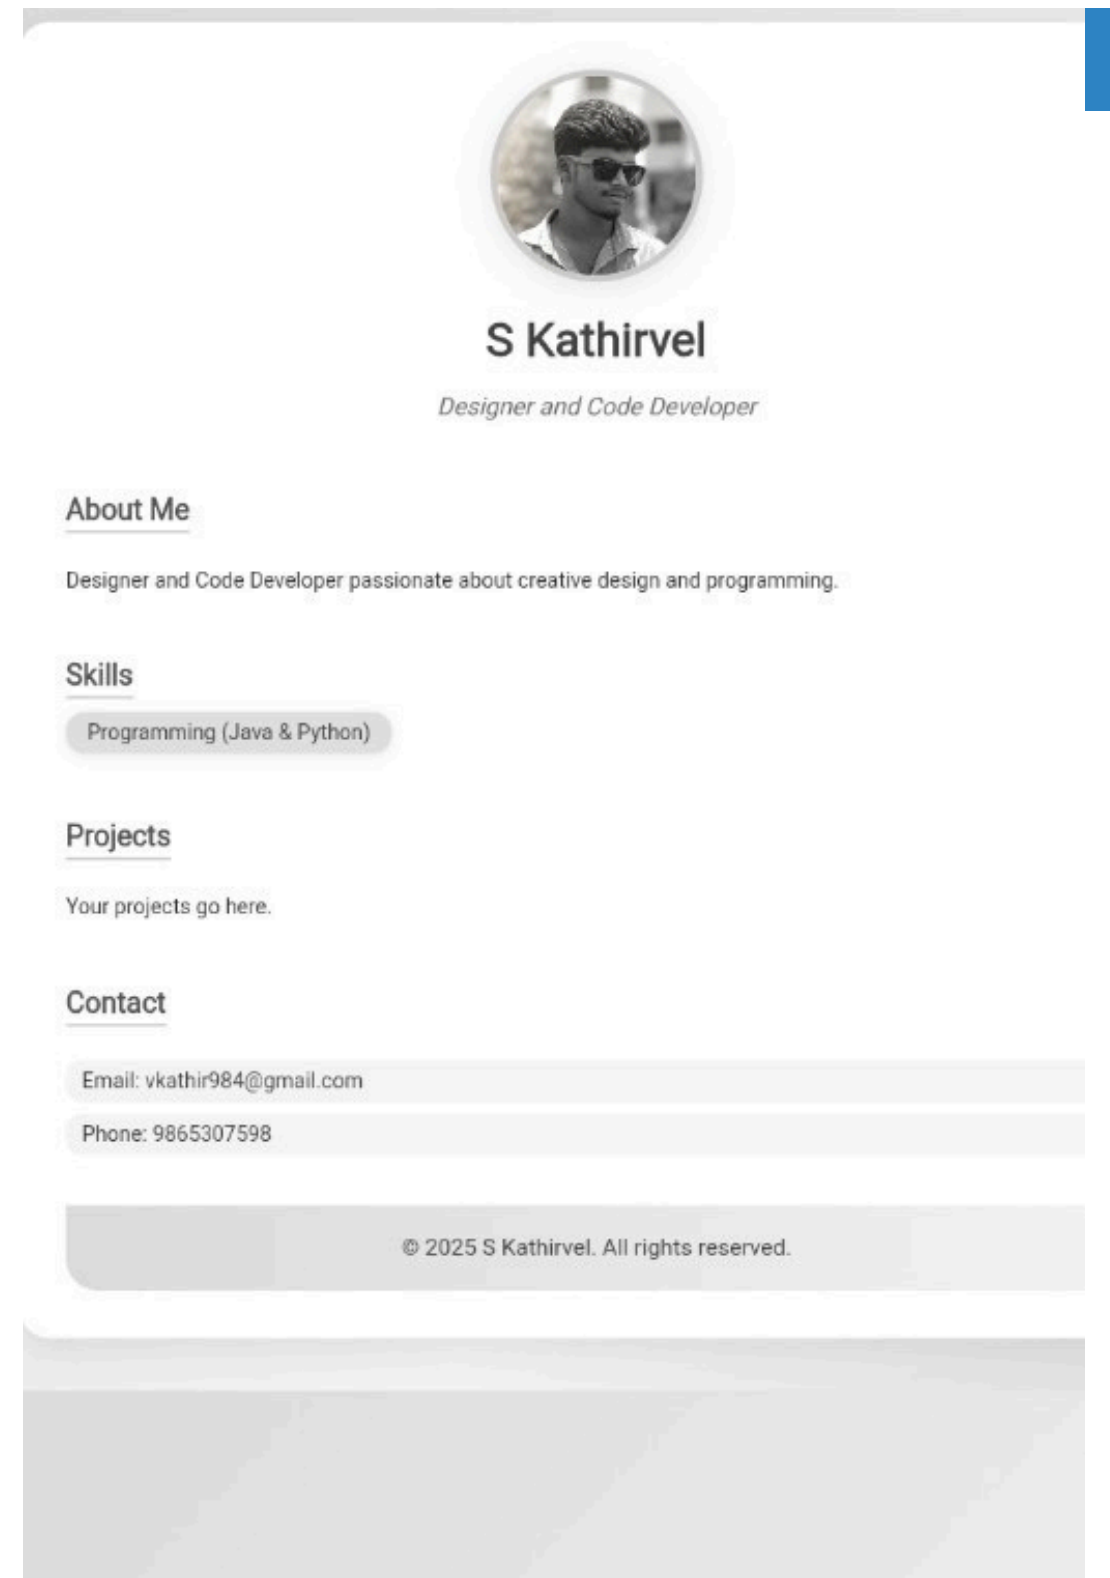 S Kathirvel
Designer and Code Developer
About Me
Designer and Code Developer passionate about creative design and programming.
Skills
Programming (Java & Python)
Projects
Your projects go here.
Contact
Email: vkathir984@gmail.com
Phone: 9865307598
© 2025 S Kathirvel. All rights reserved.